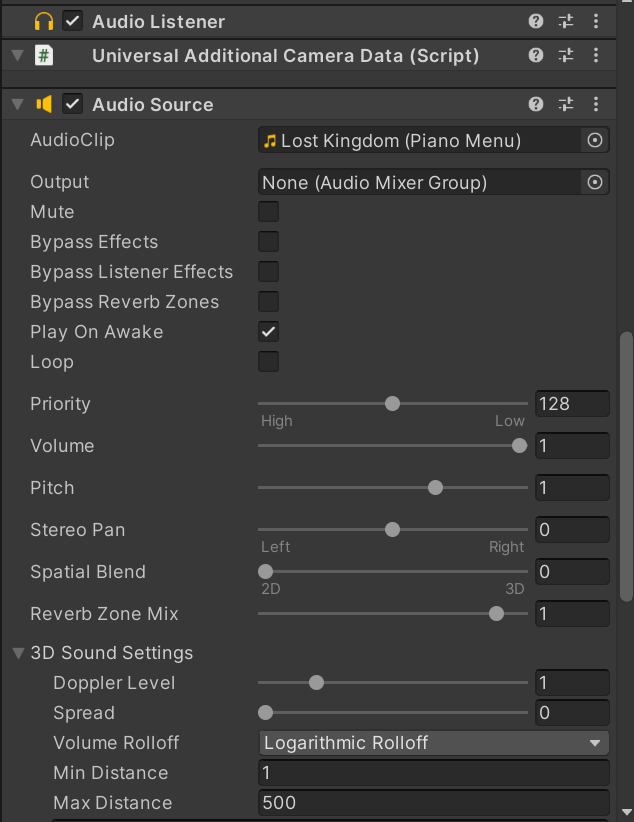 Audio Listener
# Universal Additional Camera Data (Script)
Audio Source
AudioClip Lost Kingdom (Piano Menu)
Output None (Audio Mixer Group)
Mute
Bypass Effects
Bypass Listener Effects
Bypass Reverb Zones
Play On Awake
Loop
Priority 128
High Low
Volume 1
Pitch 1
Stereo Pan 0
Left Right
Spatial Blend 0
2D 3D
Reverb Zone Mix 1
3D Sound Settings
Doppler Level 1
Spread 0
Volume Rolloff Logarithmic Rolloff
Min Distance 1
Max Distance 500